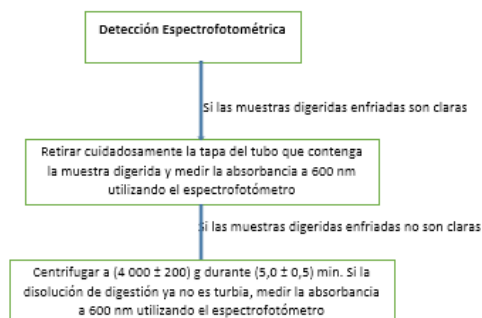 Detección Espectrofotométrica
Si las muestras digeridas enfriadas son claras
Retirar cuidadosamente la tapa del tubo que contenga
la muestra digerida y medir la absorbancia a 600 nm
utilizando el espectrofotómetro
Si las muestras digeridas enfriadas no son claras
Centrifugar a (4 000 ± 200) g durante (5,0 ± 0,5) min. Si la
disolución de digestión ya no es turbia, medir la absorbancia
a 600 nm utilizando el espectrofotómetro